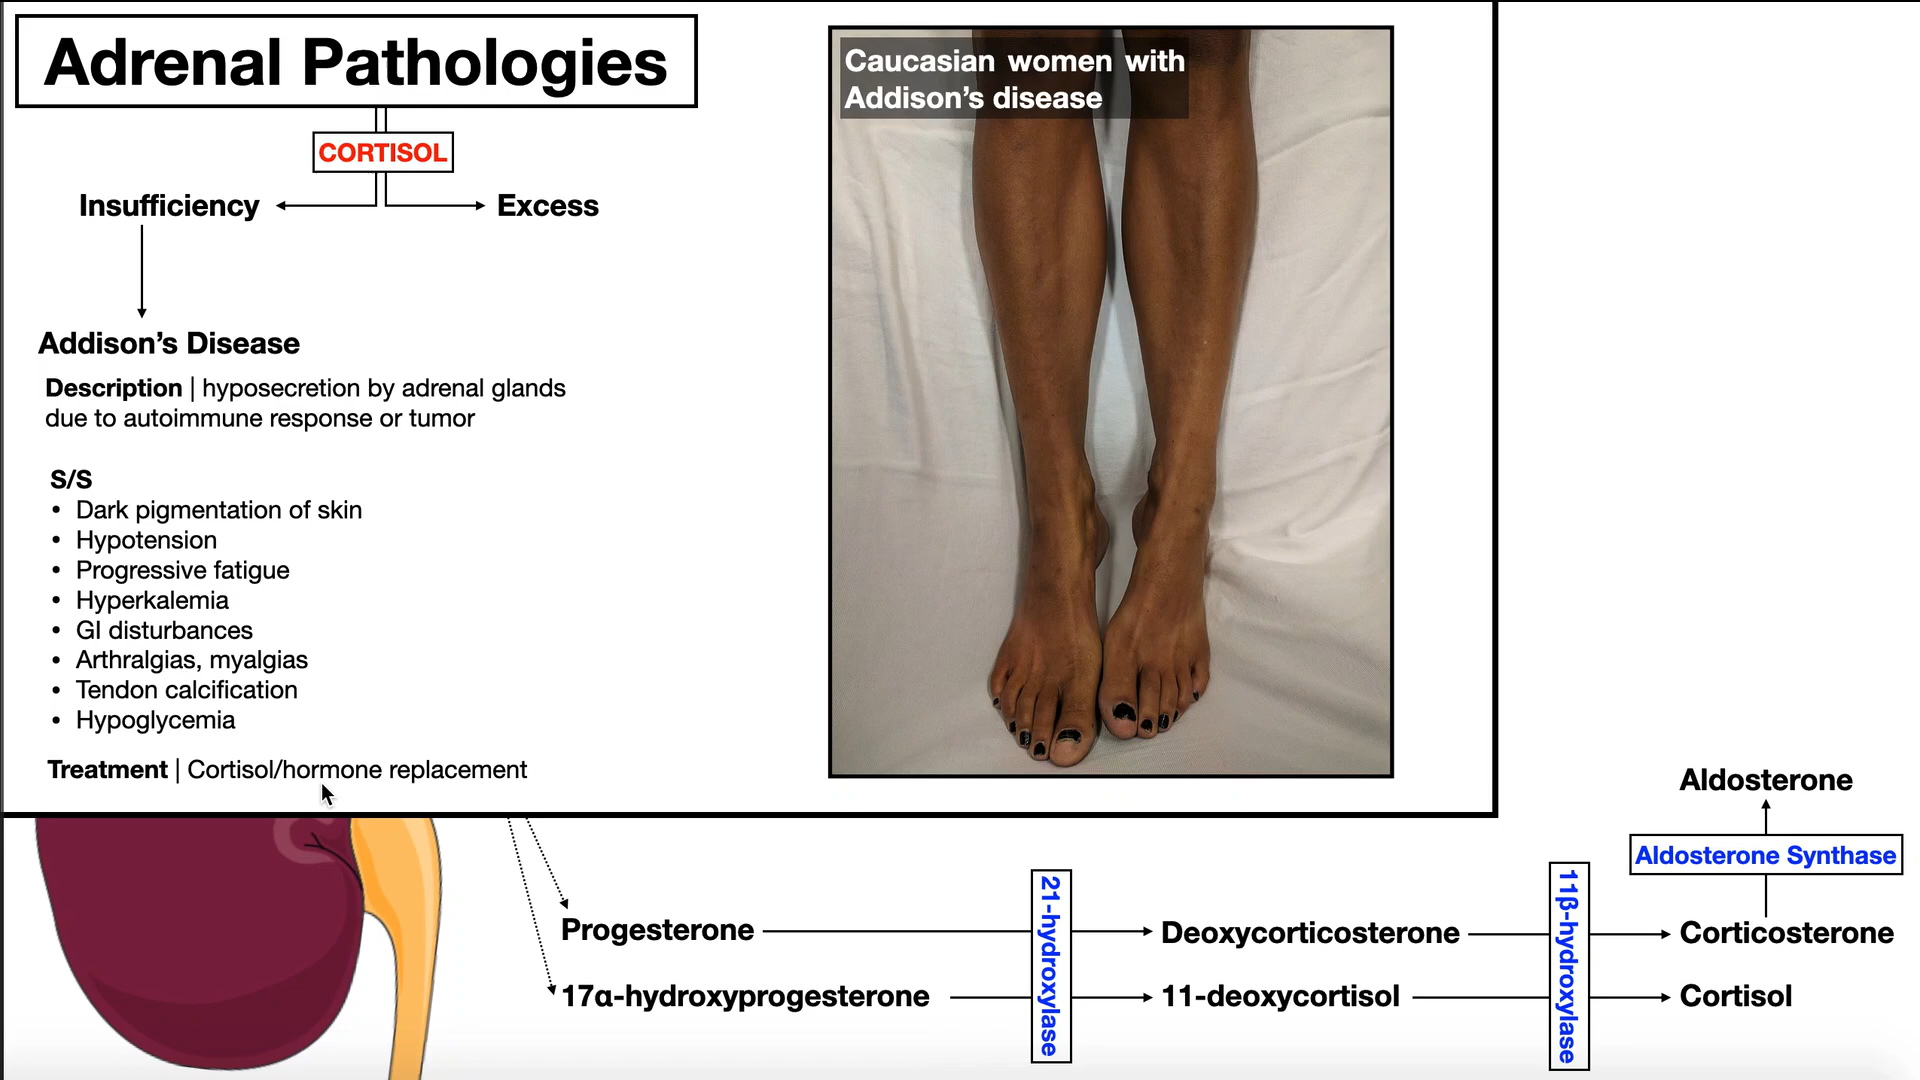 Adrenal Pathologies
CORTISOL
Insufficiency
Excess
Addison’s Disease
Description | hyposecretion by adrenal glands
due to autoimmune response or tumor
S/S
• Dark pigmentation of skin
• Hypotension
• Progressive fatigue
• Hyperkalemia
• GI disturbances
• Arthralgias, myalgias
• Tendon calcification
• Hypoglycemia
Treatment | Cortisol/hormone replacement
Caucasian women with
Addison’s disease
Aldosterone
Aldosterone Synthase
Progesterone
21-hydroxylase
Deoxycorticosterone
11β-hydroxylase
Corticosterone
17α-hydroxyprogesterone
11-deoxycortisol
Cortisol